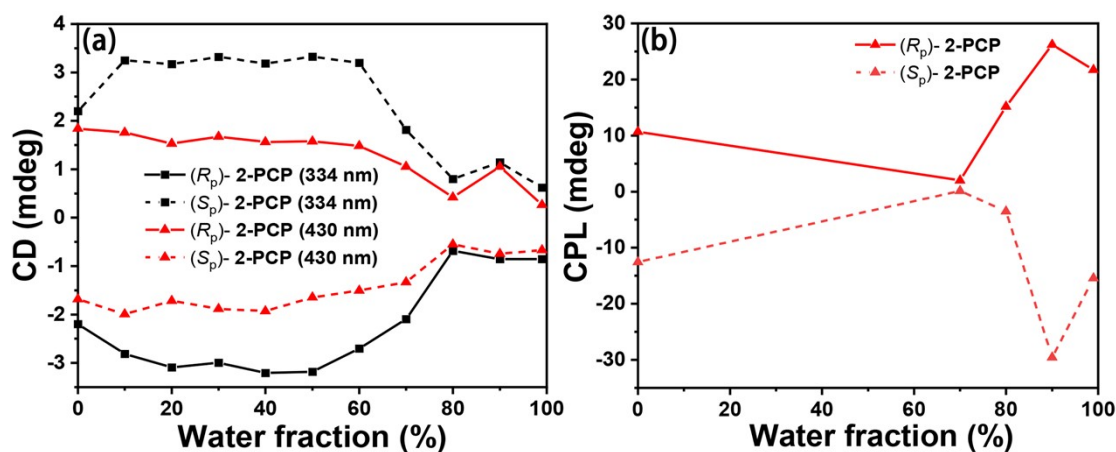 (a)
4
3
2
1
0
-1
-2
-3
CD (mdeg)
(Rp)- 2-PCP (334 nm)
(Sp)- 2-PCP (334 nm)
(Rp)- 2-PCP (430 nm)
(Sp)- 2-PCP (430 nm)
0 20 40 60 80 100
Water fraction (%)
(b)
30
20
10
0
-10
-20
-30
CPL (mdeg)
(Rp)- 2-PCP
(Sp)- 2-PCP
0 20 40 60 80 100
Water fraction (%)